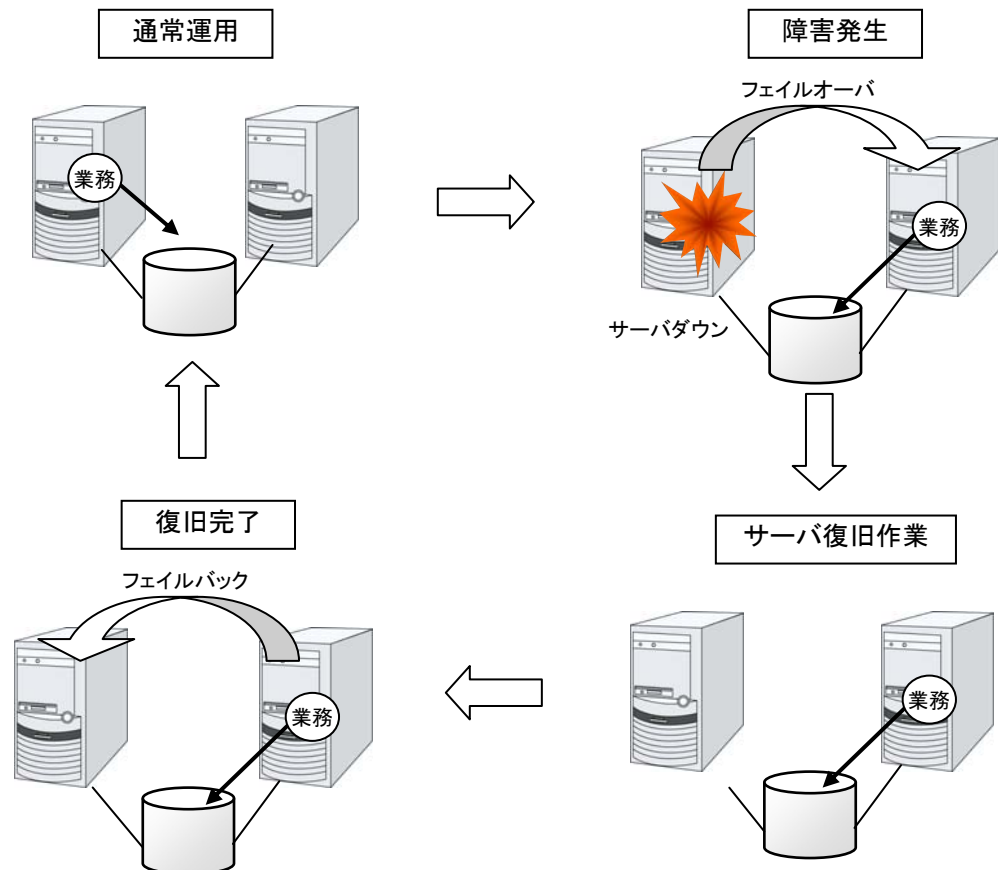 通常運用
業務
障害発生
フェイルオーバ
業務
サーバダウン
サーバ復旧作業
業務
復旧完了
フェイルバック
業務